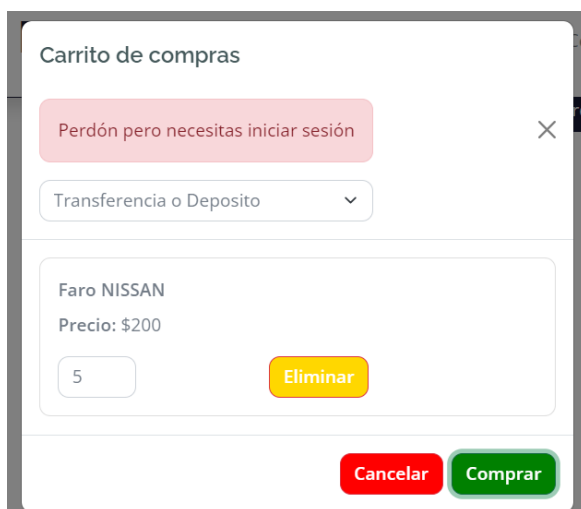 Carrito de compras
Perdón pero necesitas iniciar sesión
Transferencia o Deposito
Faro NISSAN
Precio: $200
5
Eliminar
Cancelar
Comprar